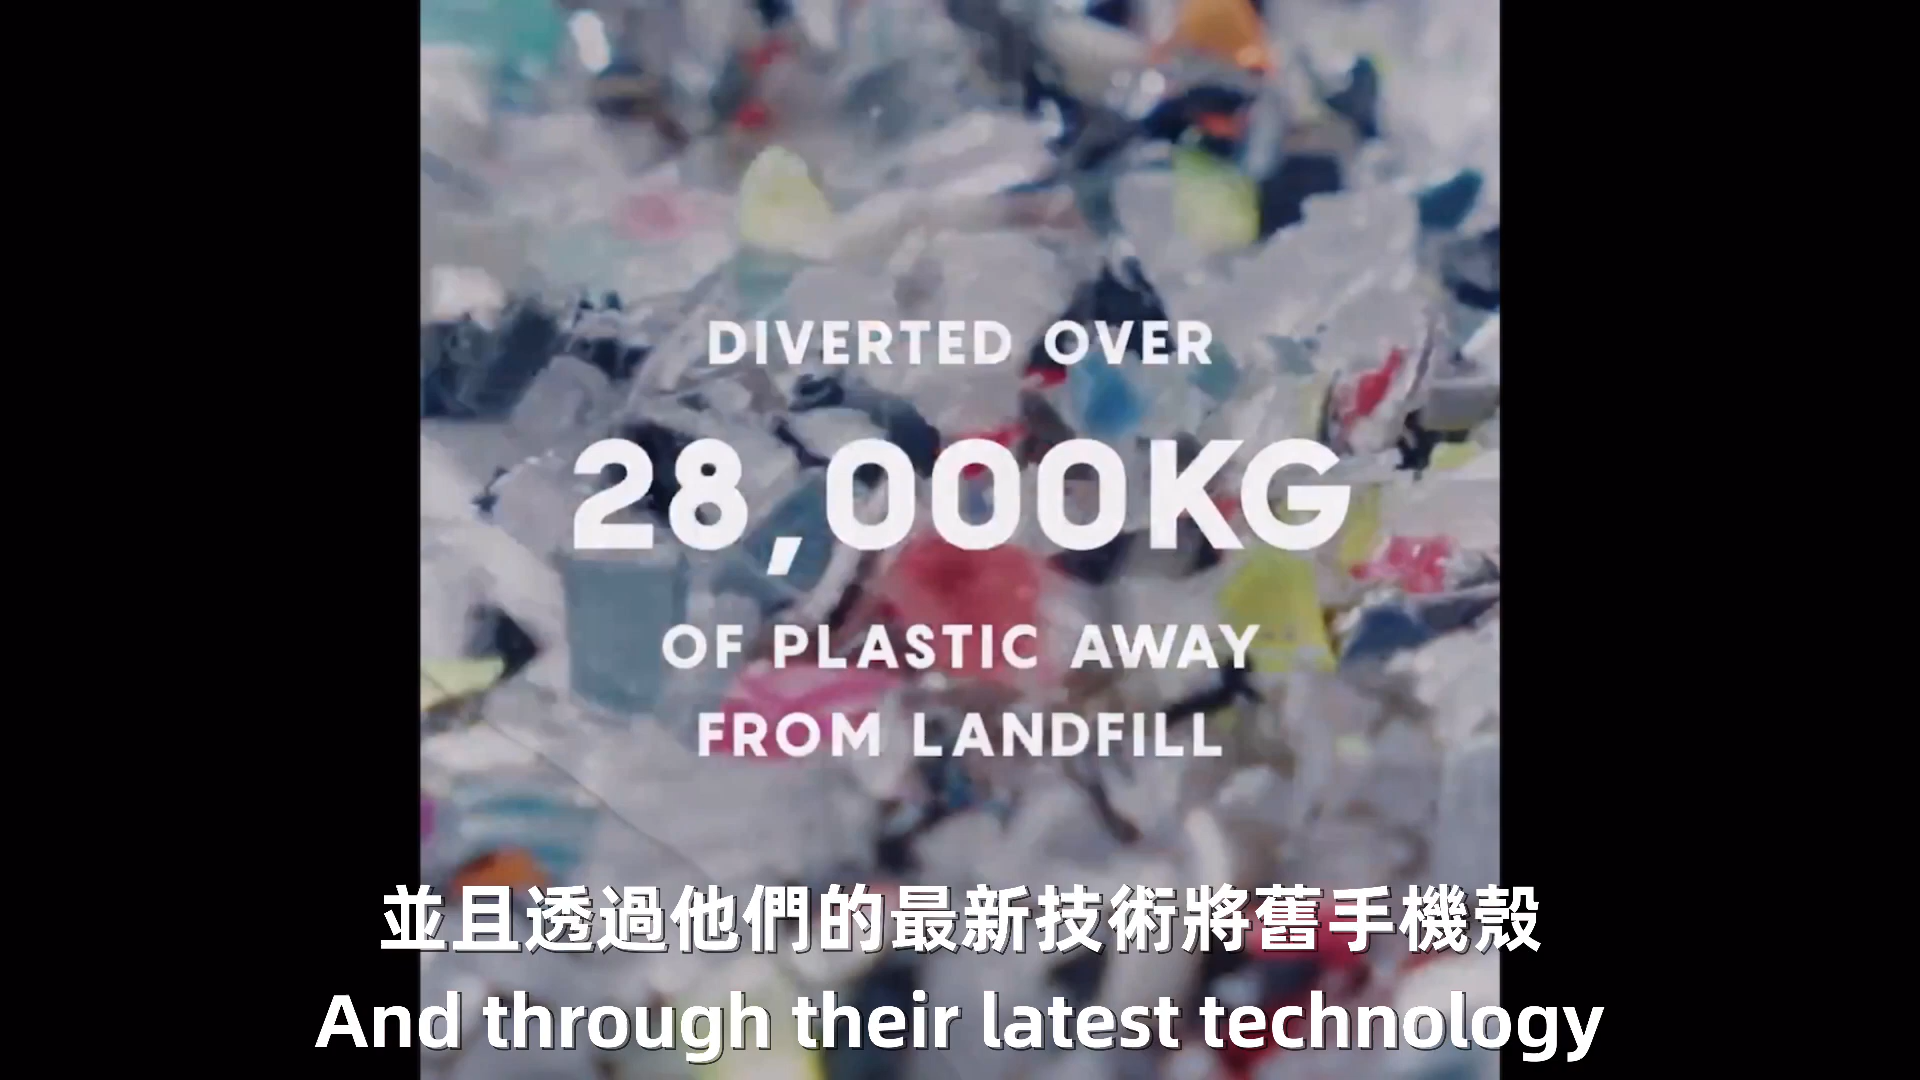 DIVERTED OVER
28,000KG
OF PLASTIC AWAY
FROM LANDFILL
並且透過他們的最新技術將舊手機殼
And through their latest technology